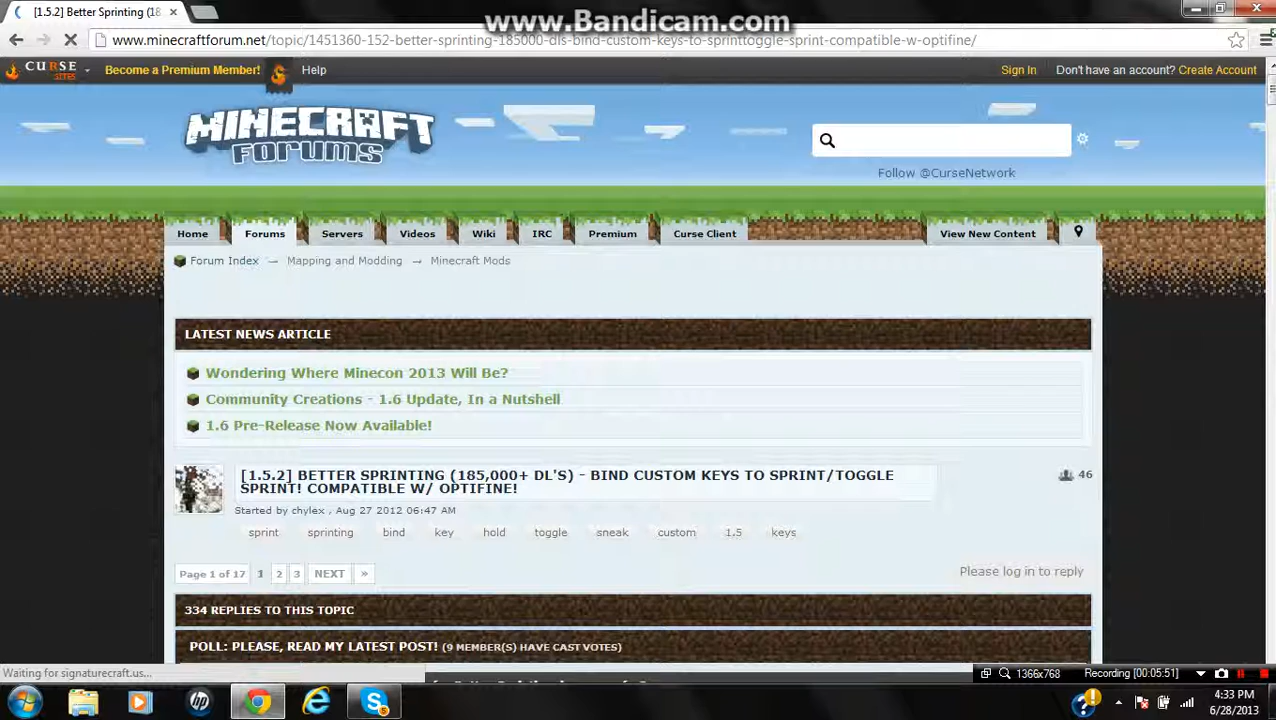 www.Bandicam.com
[1.5.2] Better Sprinting (18
www.minecraftforum.net/topic/1451360-152-better-sprinting-185000-dls-bind-custom-keys-to-sprinttoggle-sprint-compatible-w-optifine/
CURSE SITES
Become a Premium Member!
Help
Sign In
Don't have an account? Create Account
MINECRAFT
FORUMS
Follow @CurseNetwork
Home
Forums
Servers
Videos
Wiki
IRC
Premium
Curse Client
View New Content
Forum Index → Mapping and Modding → Minecraft Mods
LATEST NEWS ARTICLE
Wondering Where Minecon 2013 Will Be?
Community Creations - 1.6 Update, In a Nutshell
1.6 Pre-Release Now Available!
[1.5.2] BETTER SPRINTING (185,000+ DL'S) - BIND CUSTOM KEYS TO SPRINT/TOGGLE
SPRINT! COMPATIBLE W/ OPTIFINE!
46
Started by chylex , Aug 27 2012 06:47 AM
sprint sprinting bind key hold toggle sneak custom 1.5 keys
Page 1 of 17 1 2 3 NEXT »
Please log in to reply
334 REPLIES TO THIS TOPIC
POLL: PLEASE, READ MY LATEST POST! (9 MEMBER(S) HAVE CAST VOTES)
Waiting for signaturecraft.us...
1366x768
Recording [00:05:51]
4:33 PM
6/28/2013